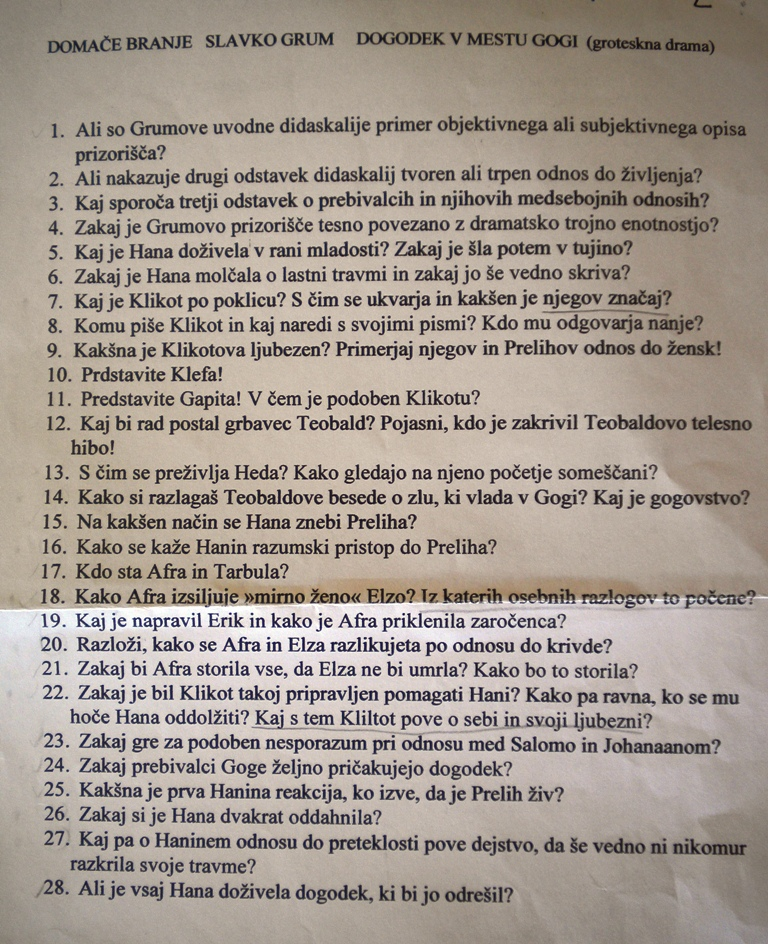 DOMAČE BRANJE SLAVKO GRUM DOGODEK V MESTU GOGI (groteskna drama)
1. Ali so Grumove uvodne didaskalije primer objektivnega ali subjektivnega opisa
prizorišča?
2. Ali nakazuje drugi odstavek didaskalij tvoren ali trpen odnos do življenja?
3. Kaj sporoča tretji odstavek o prebivalcih in njihovih medsebojnih odnosih?
4. Zakaj je Grumovo prizorišče tesno povezano z dramatsko trojno enotnostjo?
5. Kaj je Hana doživela v rani mladosti? Zakaj je šla potem v tujino?
6. Zakaj je Hana molčala o lastni travmi in zakaj jo še vedno skriva?
7. Kaj je Klikot po poklicu? S čim se ukvarja in kakšen je njegov značaj?
8. Komu piše Klikot in kaj naredi s svojimi pismi? Kdo mu odgovarja nanje?
9. Kakšna je Klikotova ljubezen? Primerjaj njegov in Prelihov odnos do žensk!
10. Prdstavite Klefa!
11. Predstavite Gapita! V čem je podoben Klikotu?
12. Kaj bi rad postal grbavec Teobald? Pojasni, kdo je zakrivil Teobaldovo telesno
hibo!
13. S čim se preživlja Heda? Kako gledajo na njeno početje someščani?
14. Kako si razlagaš Teobaldove besede o zlu, ki vlada v Gogi? Kaj je gogovstvo?
15. Na kakšen način se Hana znebi Preliha?
16. Kako se kaže Hanin razumski pristop do Preliha?
17. Kdo sta Afra in Tarbula?
18. Kako Afra izsiljuje »mirno ženo« Elzo? Iz katerih osebnih razlogov to počene?
19. Kaj je napravil Erik in kako je Afra priklenila zaročenca?
20. Razloži, kako se Afra in Elza razlikujeta po odnosu do krivde?
21. Zakaj bi Afra storila vse, da Elza ne bi umrla? Kako bo to storila?
22. Zakaj je bil Klikot takoj pripravljen pomagati Hani? Kako pa ravna, ko se mu
hoče Hana oddolžiti? Kaj s tem Kliltot pove o sebi in svoji ljubezni?
23. Zakaj gre za podoben nesporazum pri odnosu med Salomo in Johanaanom?
24. Zakaj prebivalci Goge željno pričakujejo dogodek?
25. Kakšna je prva Hanina reakcija, ko izve, da je Prelih živ?
26. Zakaj si je Hana dvakrat oddahnila?
27. Kaj pa o Haninem odnosu do preteklosti pove dejstvo, da še vedno ni nikomur
razkrila svoje travme?
28. Ali je vsaj Hana doživela dogodek, ki bi jo odrešil?